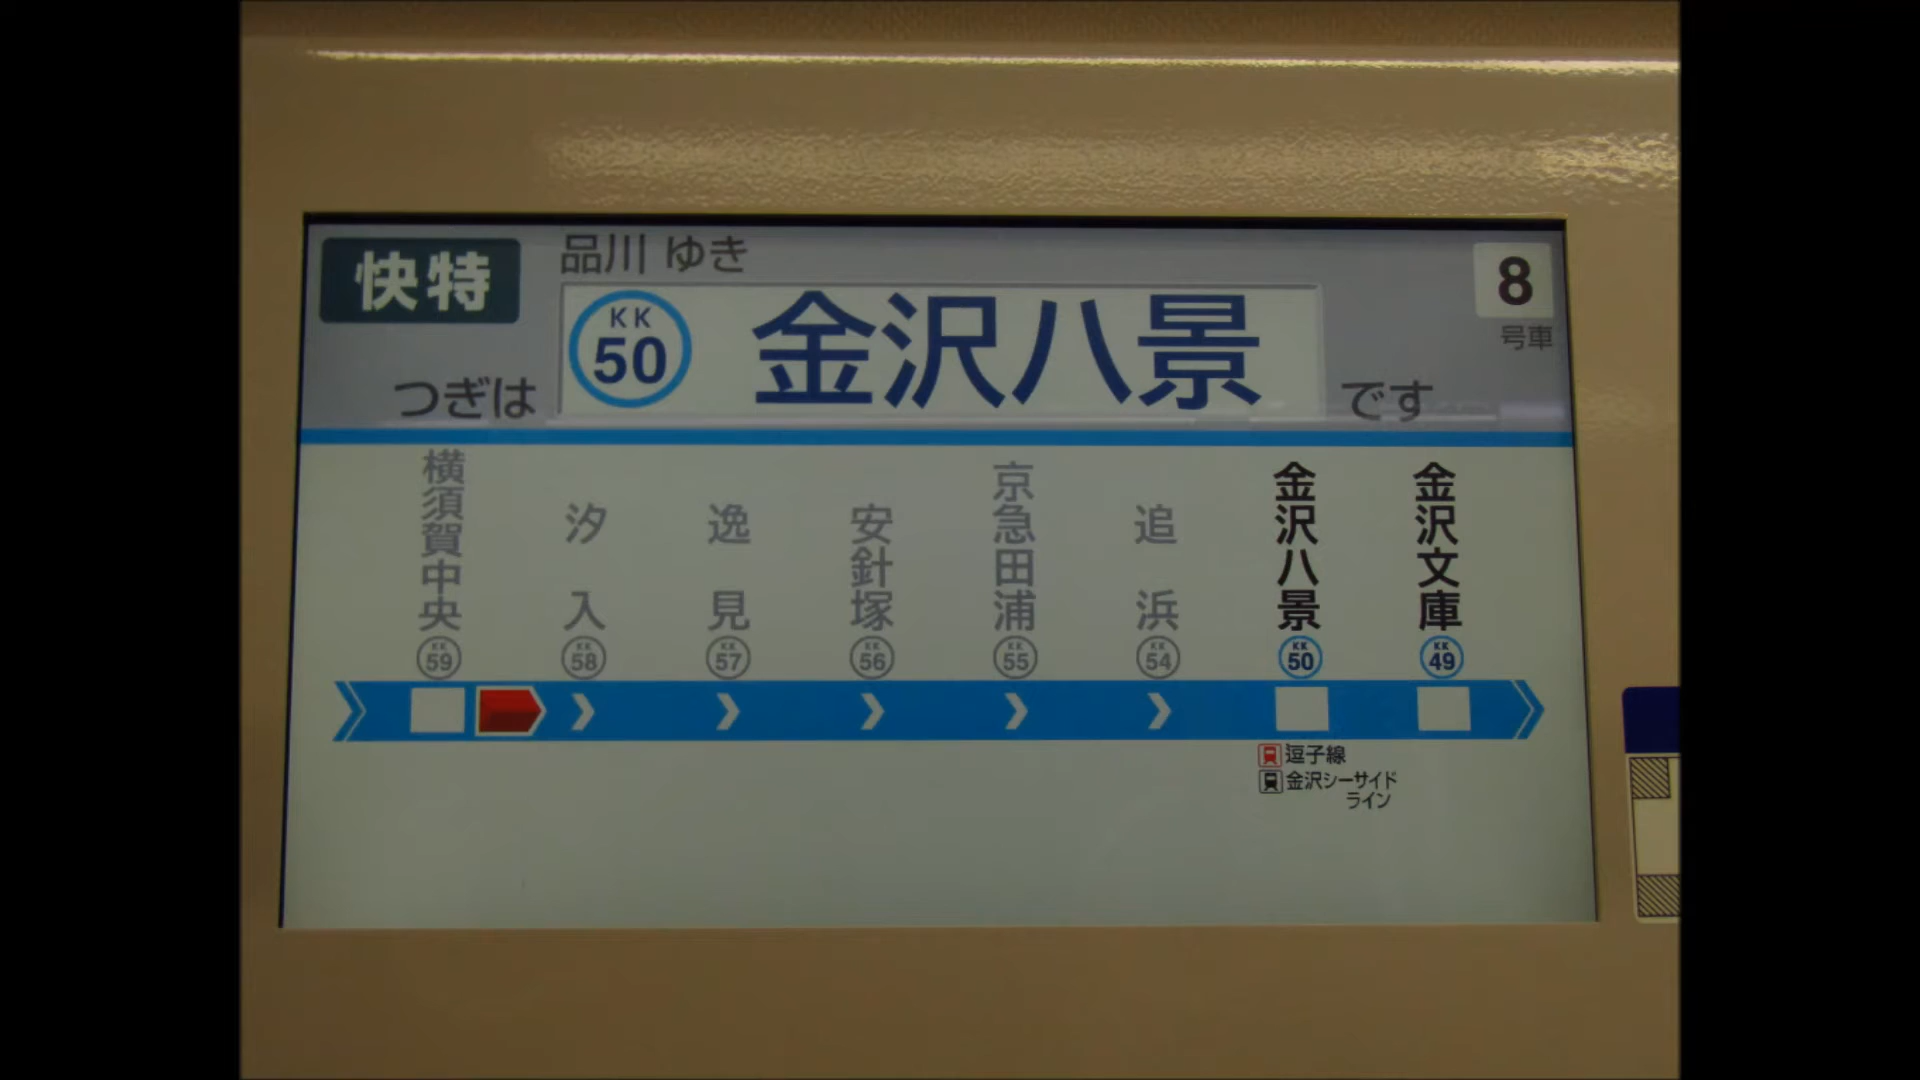 快特
品川 ゆき
8
号車
つぎは
KK
50
金沢八景
です
横須賀中央
汐入
逸見
安針塚
京急田浦
追浜
金沢八景
金沢文庫
KK
59
KK
58
KK
57
KK
56
KK
55
KK
54
KK
50
KK
49
逗子線
金沢シーサイド
ライン